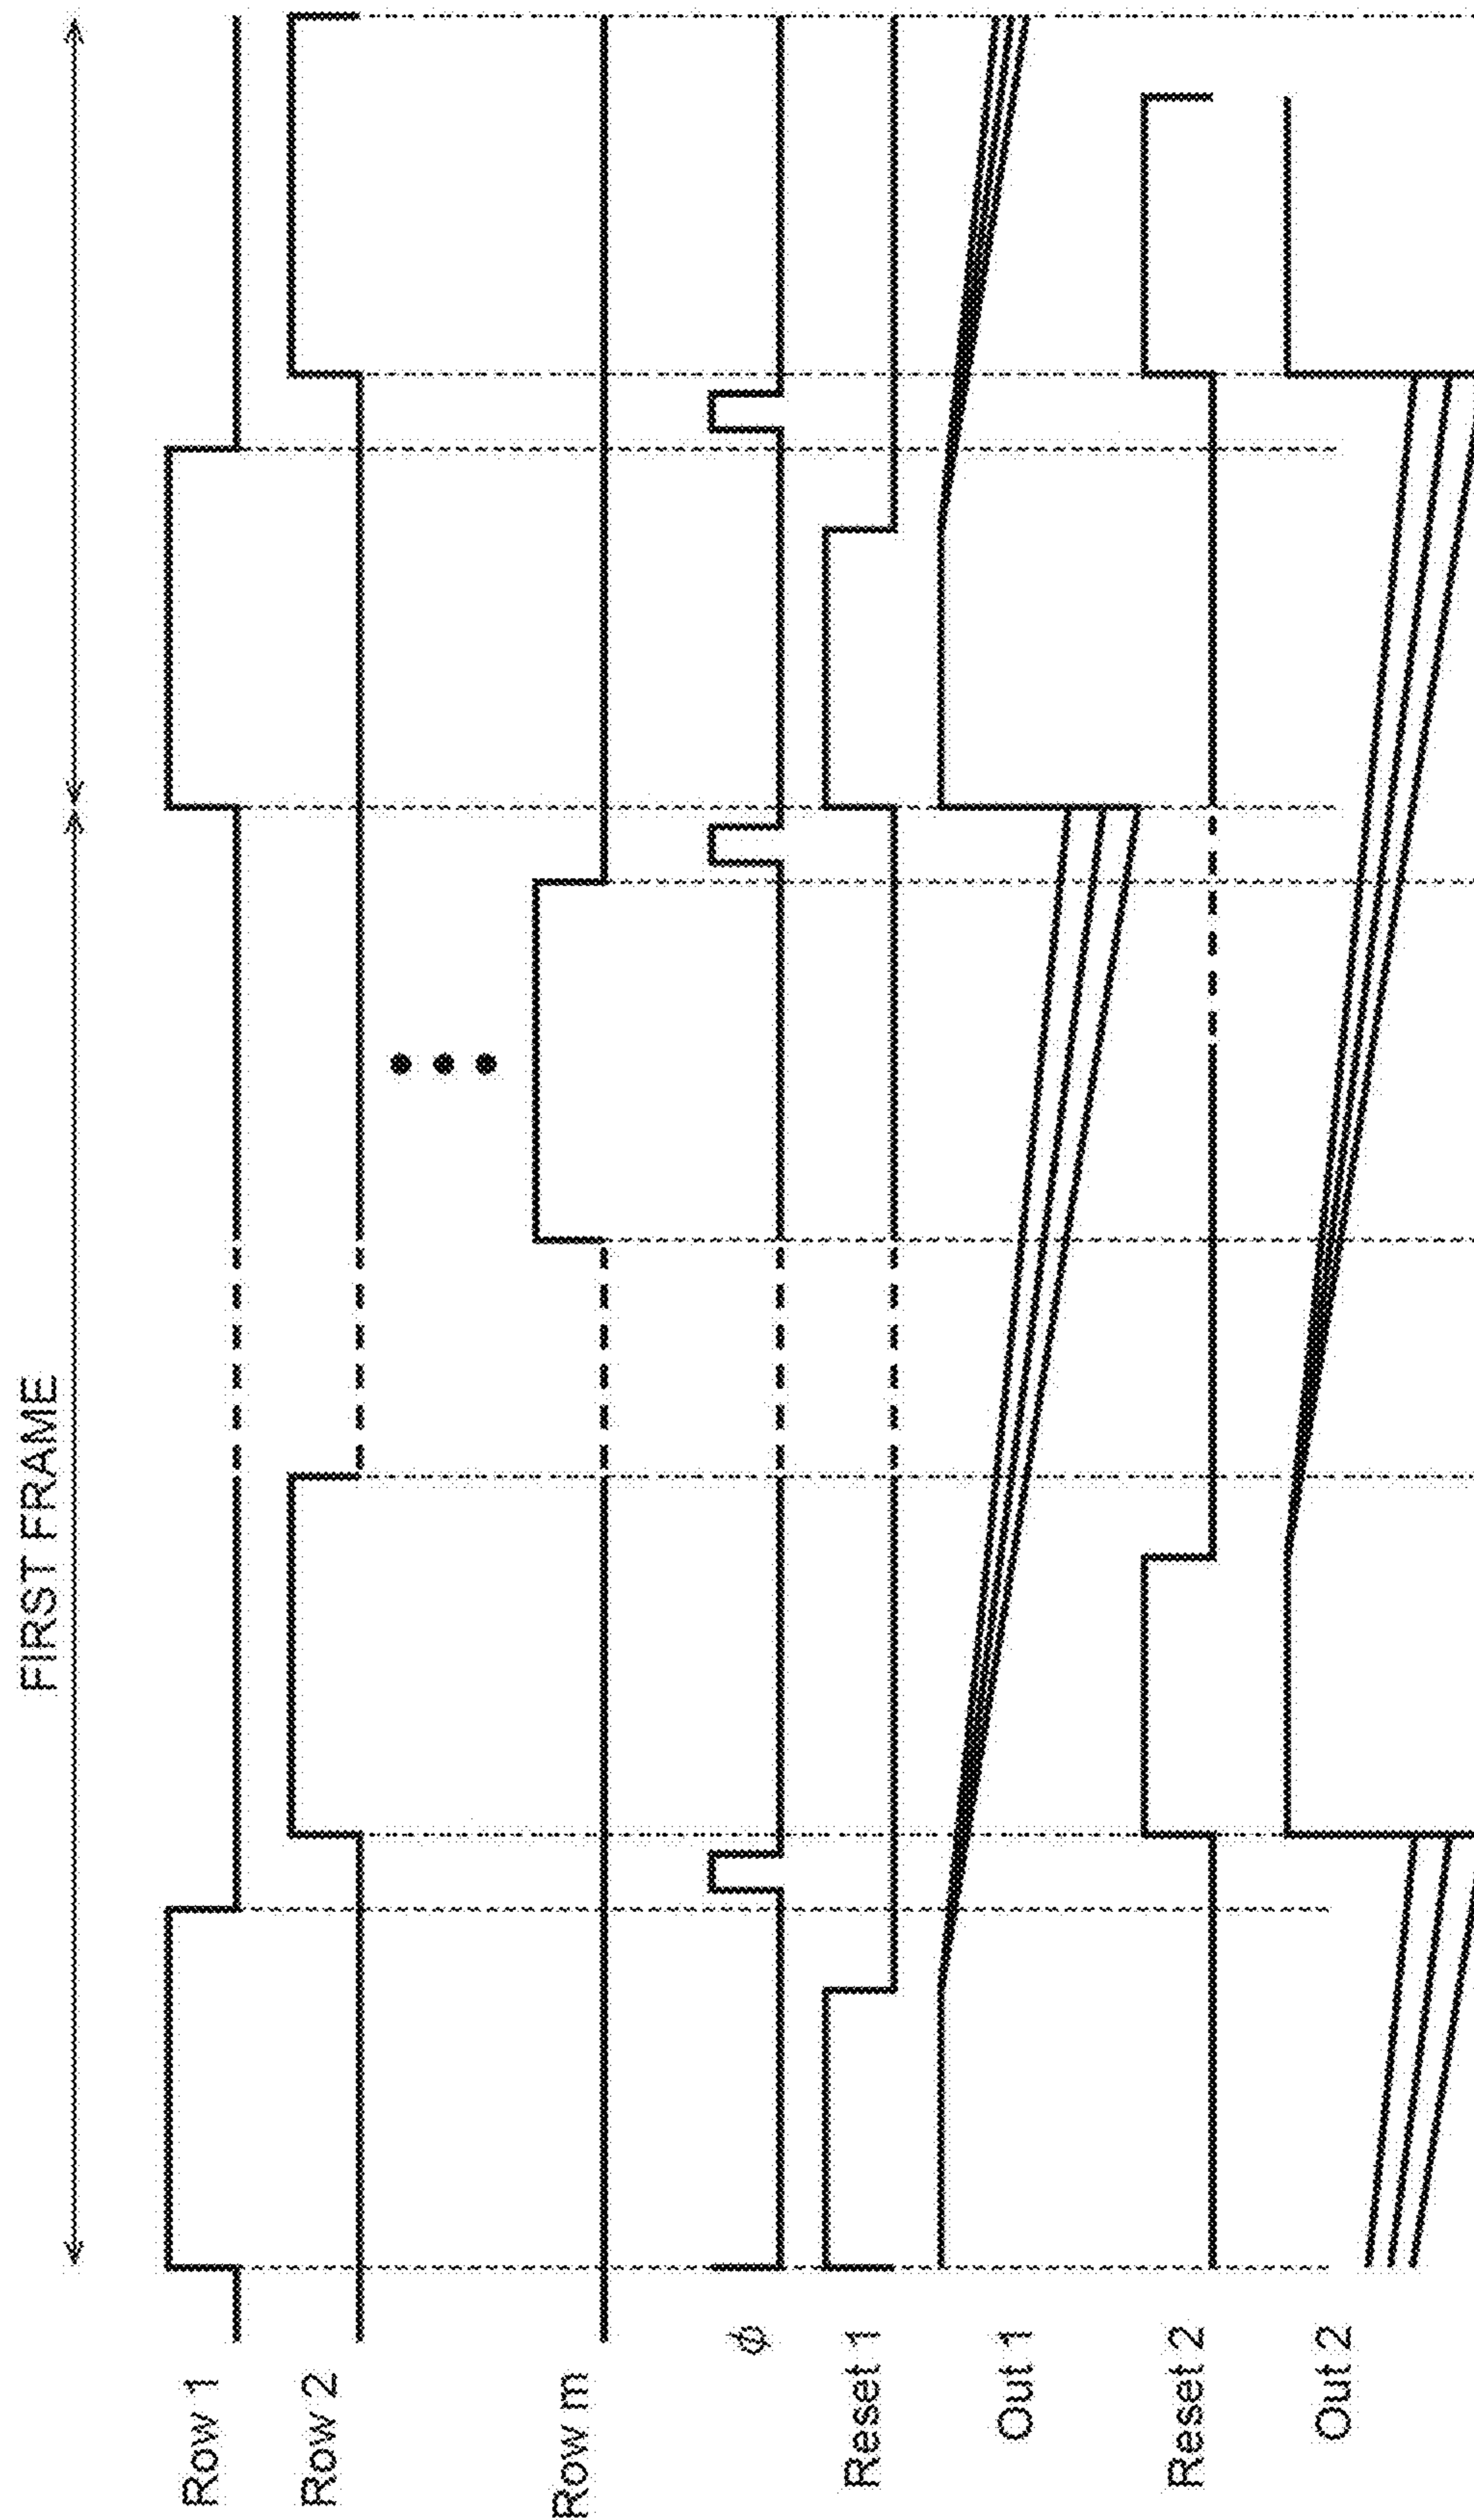 FIRST FRAME
Row 1
Row 2
Row m
ϕ
Reset 1
Out 1
Reset 2
Out 2